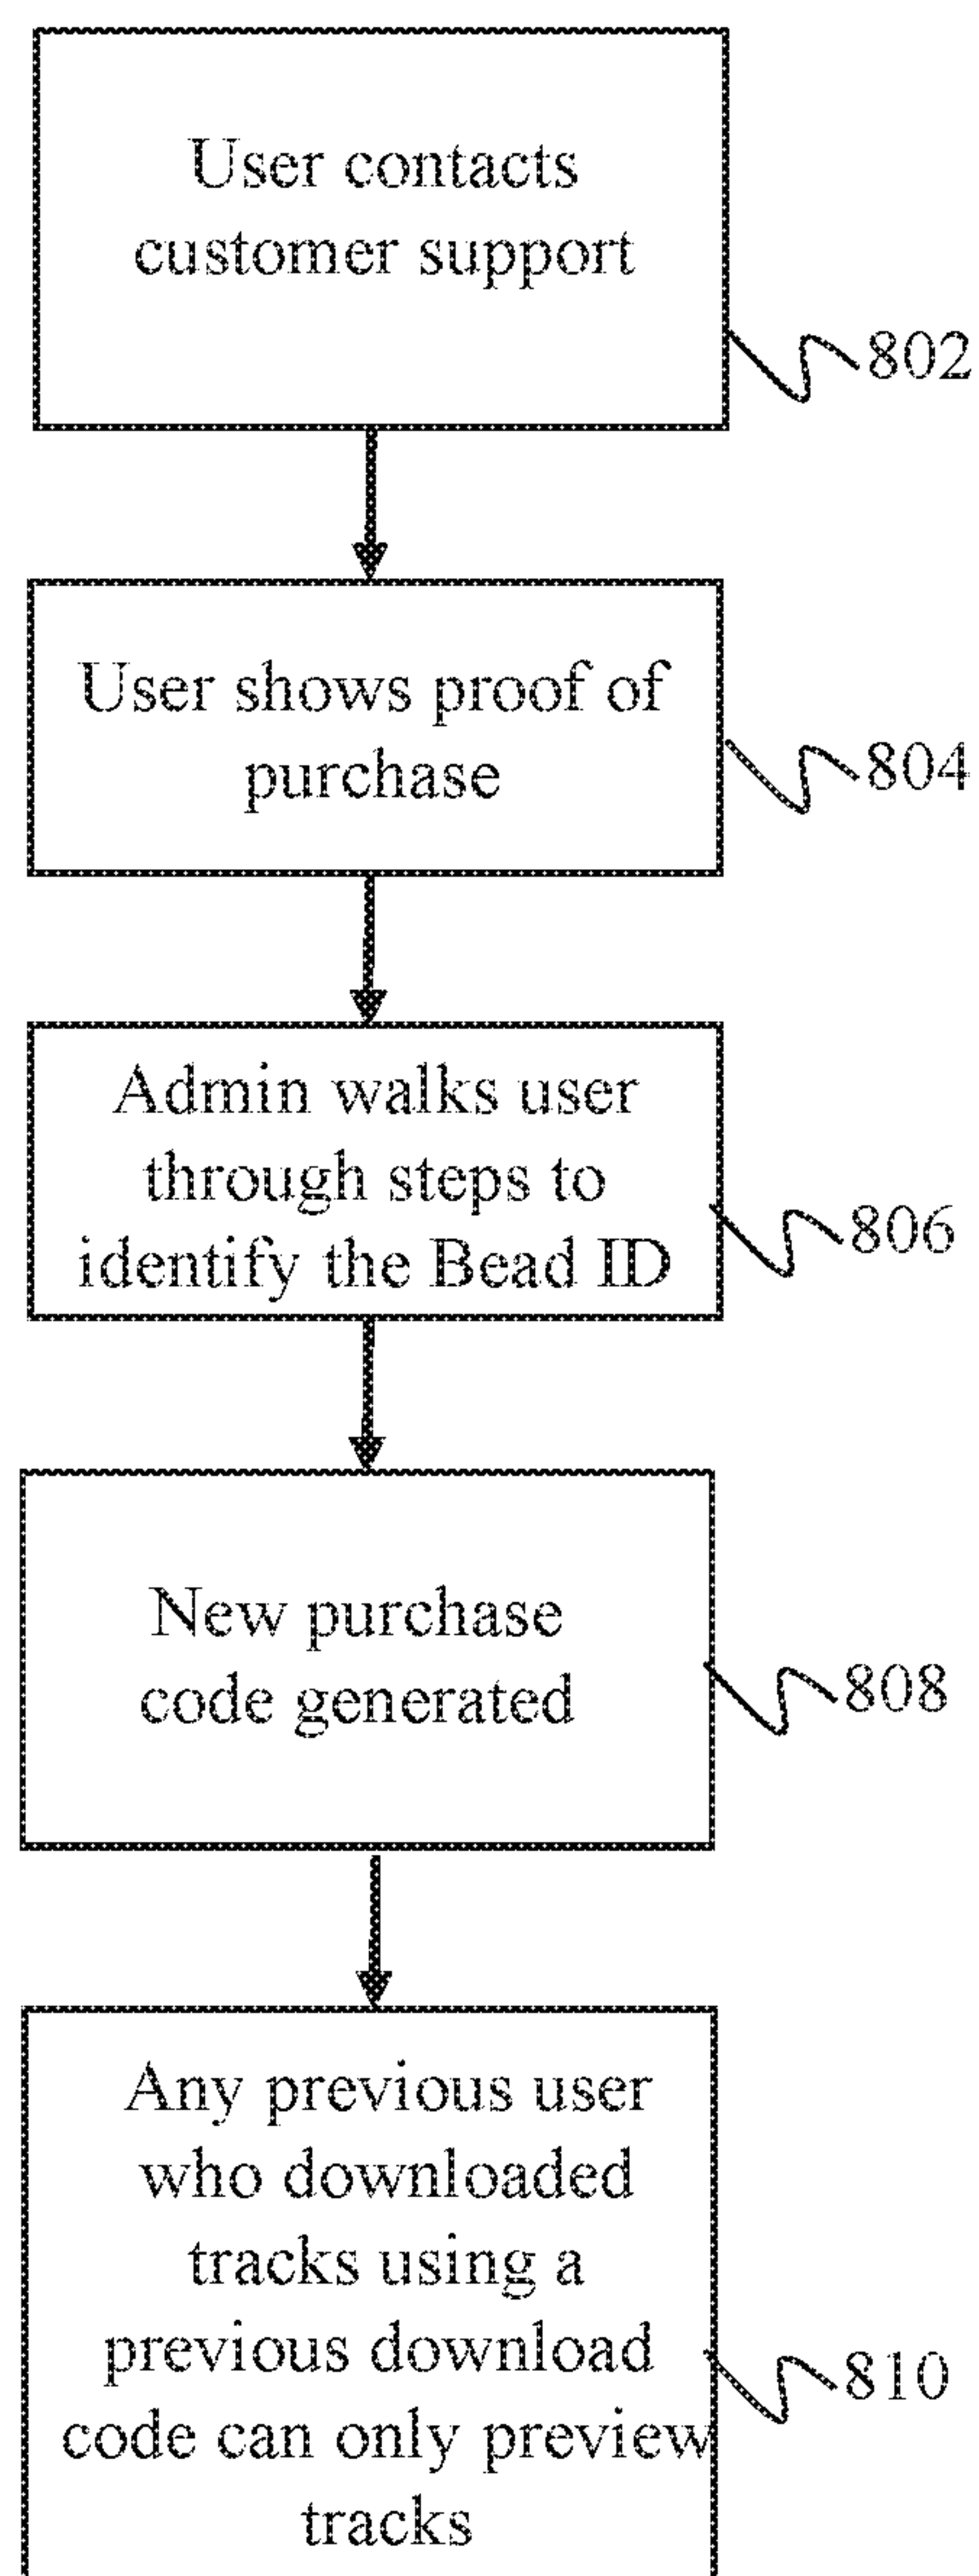 User contacts
customer support
802
User shows proof of
purchase
804
Admin walks user
through steps to
identify the Bead ID
806
New purchase
code generated
808
Any previous user
who downloaded
tracks using a
previous download
code can only preview
tracks
810